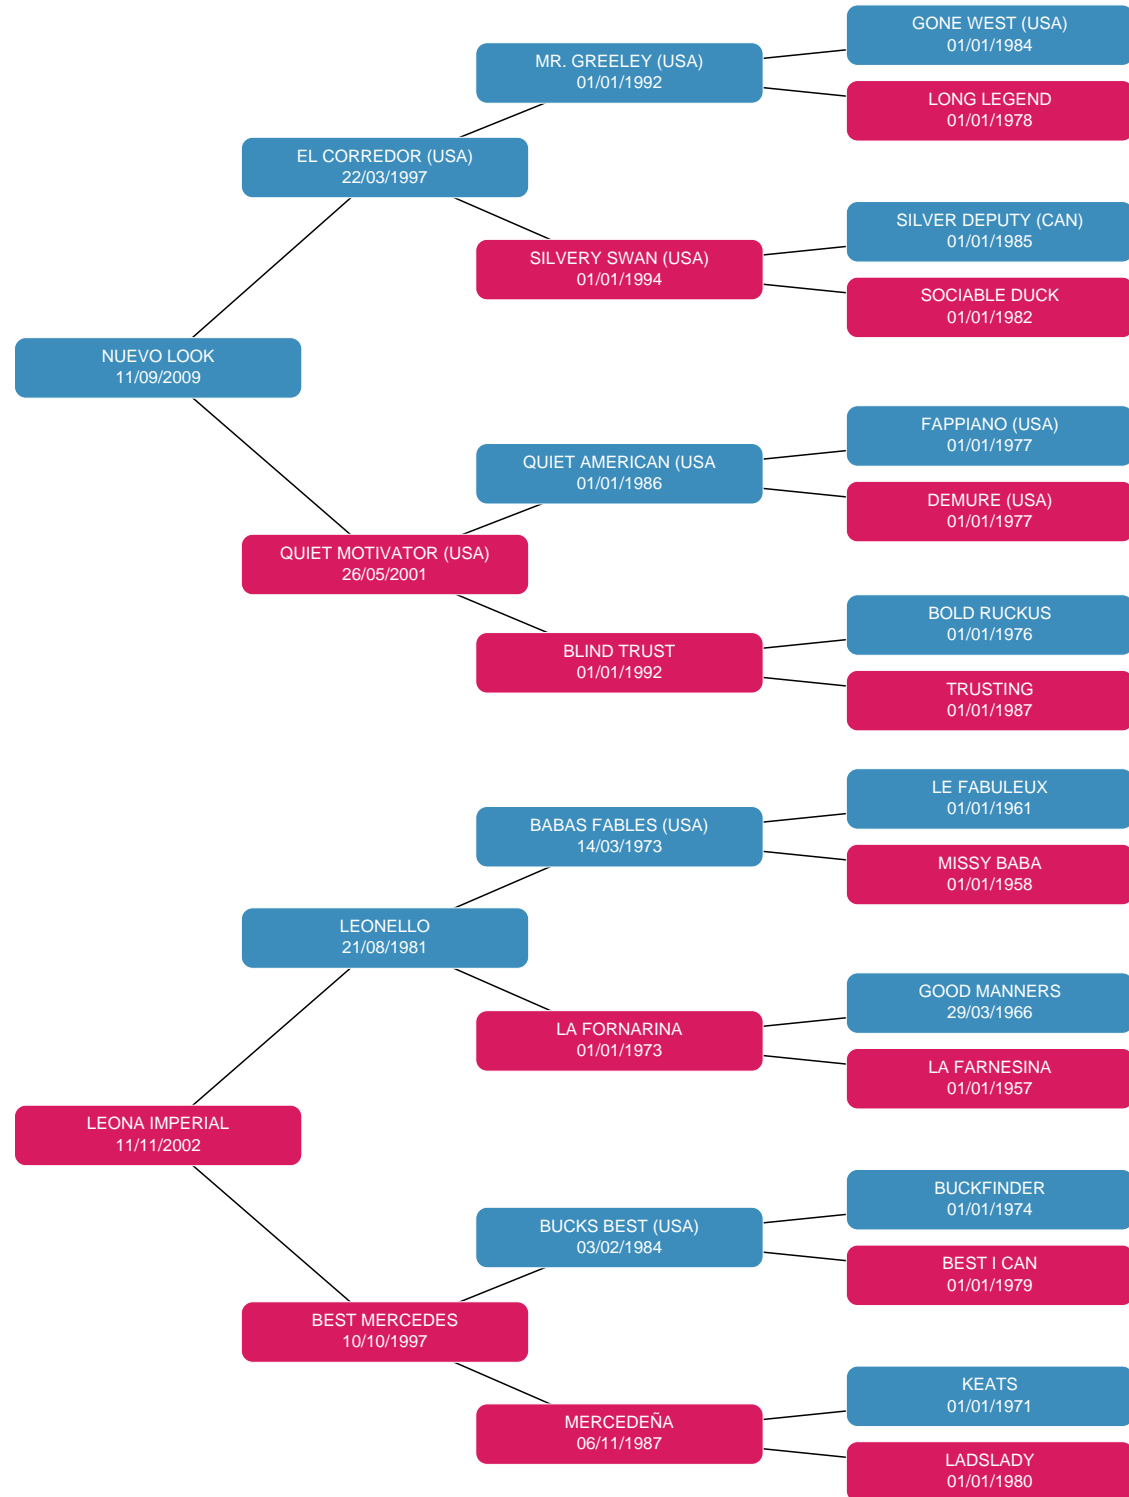 GONE WEST (USA)
01/01/1984
MR. GREELEY (USA)
01/01/1992
LONG LEGEND
01/01/1978
EL CORREDOR (USA)
22/03/1997
SILVER DEPUTY (CAN)
01/01/1985
SILVERY SWAN (USA)
01/01/1994
SOCIABLE DUCK
01/01/1982
NUEVO LOOK
11/09/2009
FAPPIANO (USA)
01/01/1977
QUIET AMERICAN (USA
01/01/1986
DEMURE (USA)
01/01/1977
QUIET MOTIVATOR (USA)
26/05/2001
BOLD RUCKUS
01/01/1976
BLIND TRUST
01/01/1992
TRUSTING
01/01/1987
LE FABULEUX
01/01/1961
BABAS FABLES (USA)
14/03/1973
MISSY BABA
01/01/1958
LEONELLO
21/08/1981
GOOD MANNERS
29/03/1966
LA FORNARINA
01/01/1973
LA FARNESINA
01/01/1957
LEONA IMPERIAL
11/11/2002
BUCKFINDER
01/01/1974
BUCKS BEST (USA)
03/02/1984
BEST I CAN
01/01/1979
BEST MERCEDES
10/10/1997
KEATS
01/01/1971
MERCEDEÑA
06/11/1987
LADSLADY
01/01/1980